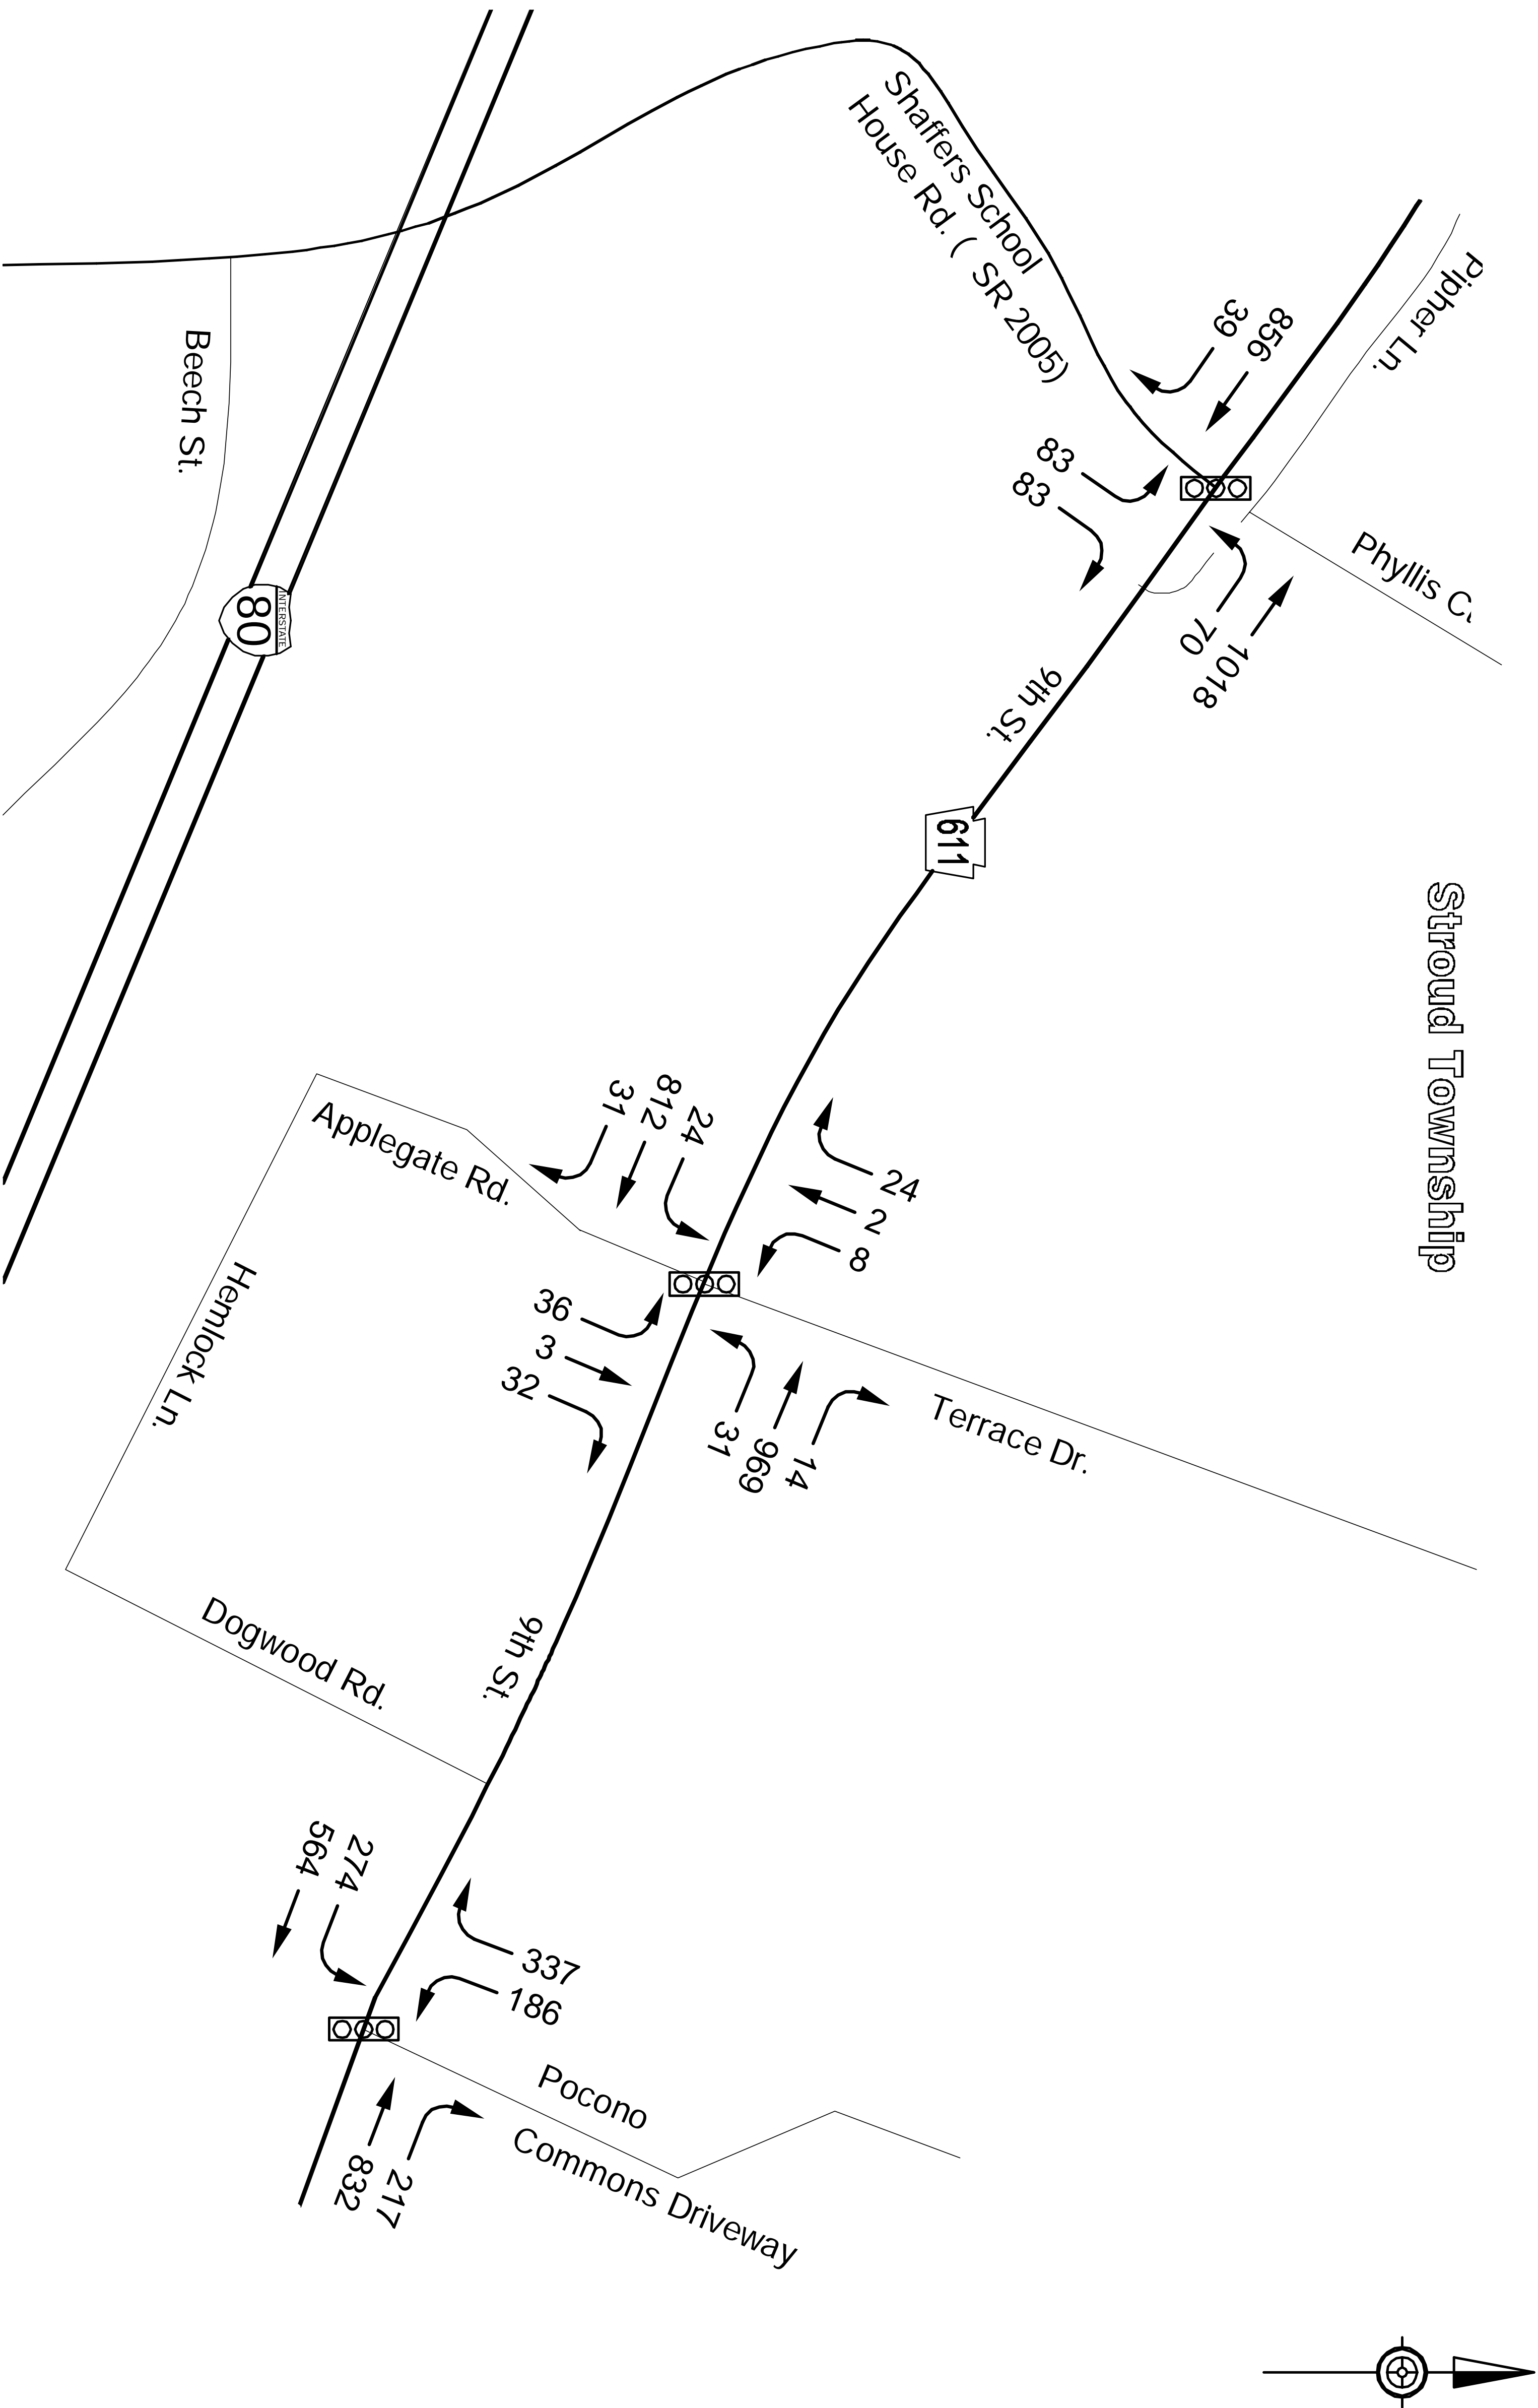 Shaffers School
House Rd. ( SR 2005)
Pipher Ln.
39
856
83
83
Phyllis
70
1018
Beech St.
INTERSTATE
80
9th St.
611
Stroud Township
31
812
24
24
2
8
Applegate Rd.
36
3
32
31
969
14
Terrace Dr.
Hemlock Ln.
Dogwood Rd.
9th St.
564
274
337
186
Pocono
Commons Driveway
832
217